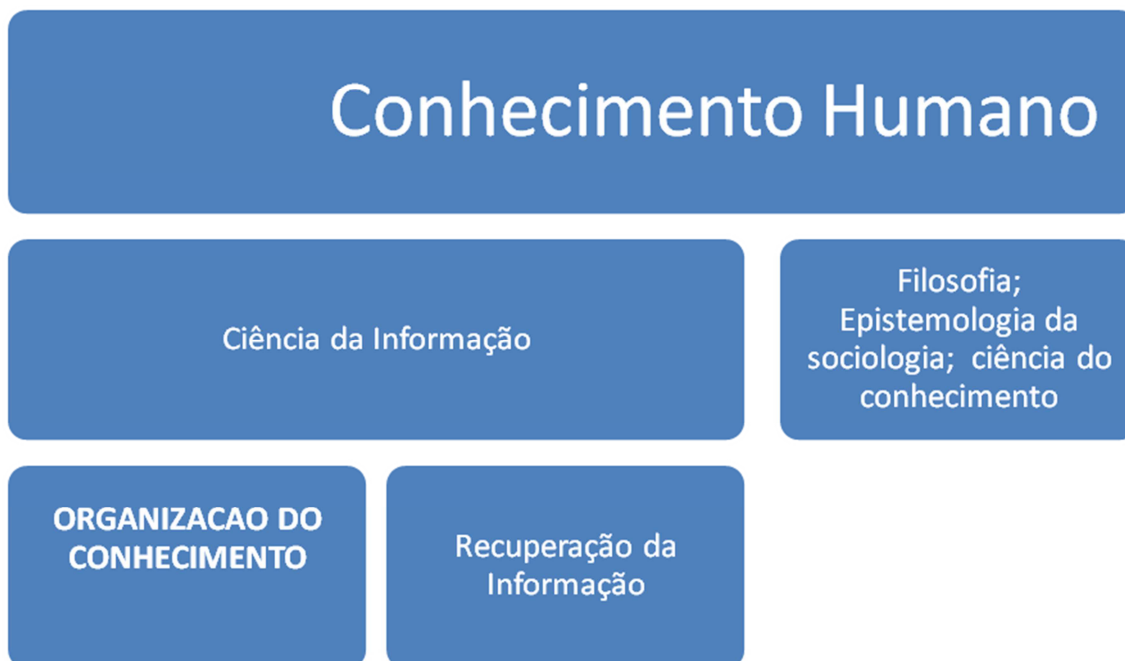 Conhecimento Humano
Ciência da Informação
Filosofia;
Epistemologia da
sociologia; ciência do
conhecimento
ORGANIZACAO DO
CONHECIMENTO
Recuperação da
Informação